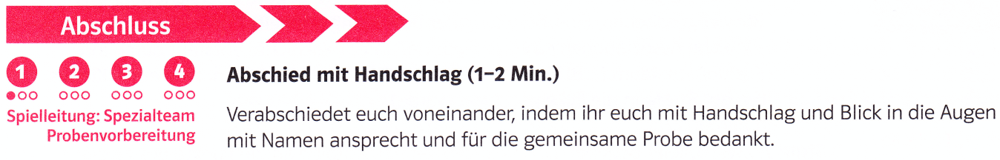 Abschluss
1 2 3 4
Spielleitung: Spezialteam
Probenvorbereitung
Abschied mit Handschlag (1–2 Min.)
Verabschiedet euch voneinander, indem ihr euch mit Handschlag und Blick in die Augen
mit Namen ansprecht und für die gemeinsame Probe bedankt.